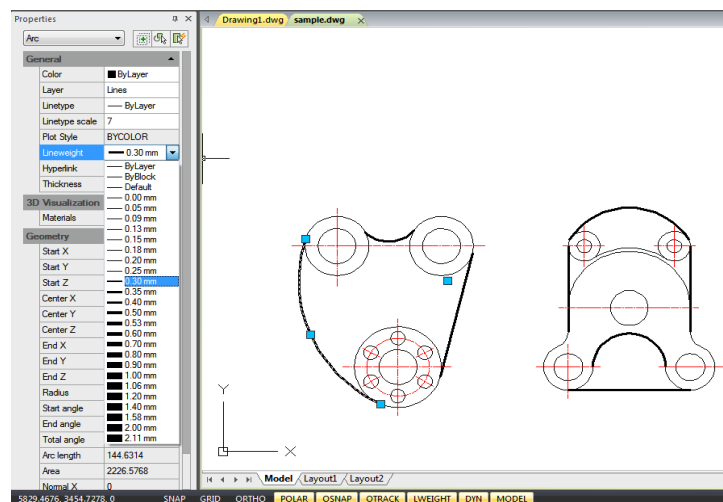 Properties
Drawing1.dwg
sample.dwg
Arc
General
Color ByLayer
Layer Lines
Linetype ByLayer
Linetype scale 7
Plot Style BYCOLOR
Lineweight 0.30 mm
Hyperlink
Thickness
3D Visualization
Materials
Geometry
Start X
Start Y
Start Z
Center X
Center Y
Center Z
End X
End Y
End Z
Radius
Start angle
End angle
Total angle
Arc length 144.6314
Area 2226.5768
Normal X 0
ByLayer
ByBlock
Default
0.00 mm
0.05 mm
0.09 mm
0.13 mm
0.15 mm
0.18 mm
0.20 mm
0.25 mm
0.30 mm
0.35 mm
0.40 mm
0.50 mm
0.53 mm
0.60 mm
0.70 mm
0.80 mm
0.90 mm
1.00 mm
1.06 mm
1.20 mm
1.40 mm
1.58 mm
2.00 mm
2.11 mm
Y
X
Model Layout1 Layout2
5829.4676, 3454.7278, 0 SNAP GRID ORTHO POLAR OSNAP OTRACK LWEIGHT DYN MODEL